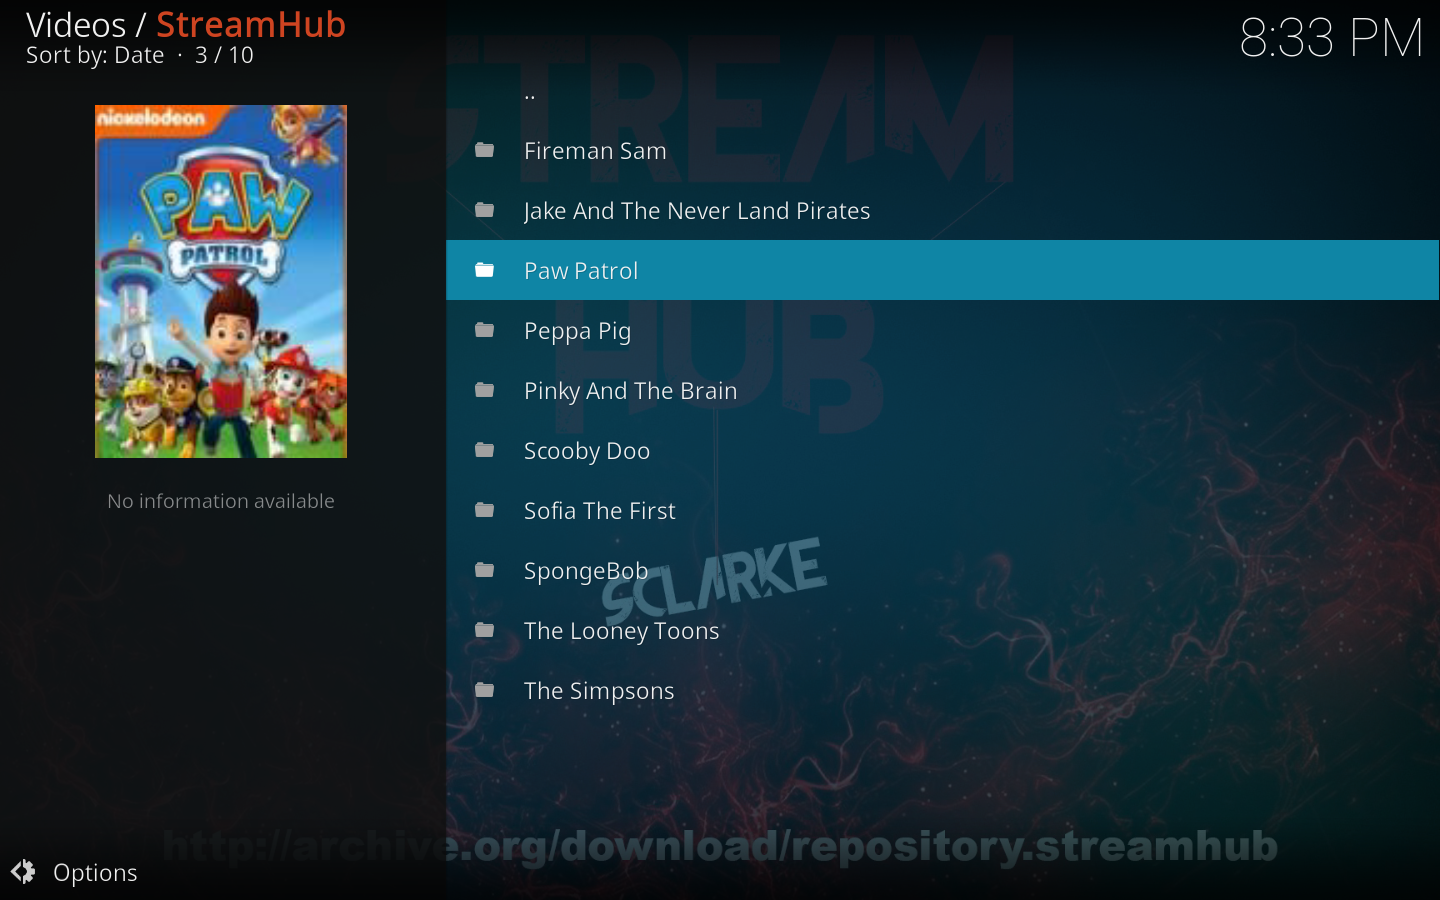 Videos / StreamHub
Sort by: Date · 3 / 10
8:33 PM
STREAM
HUB
nickelodeon
PAW
PATROL
No information available
..
Fireman Sam
Jake And The Never Land Pirates
Paw Patrol
Peppa Pig
Pinky And The Brain
Scooby Doo
Sofia The First
SpongeBob
SCLARKE
The Looney Toons
The Simpsons
http://archive.org/download/repository.streamhub
Options